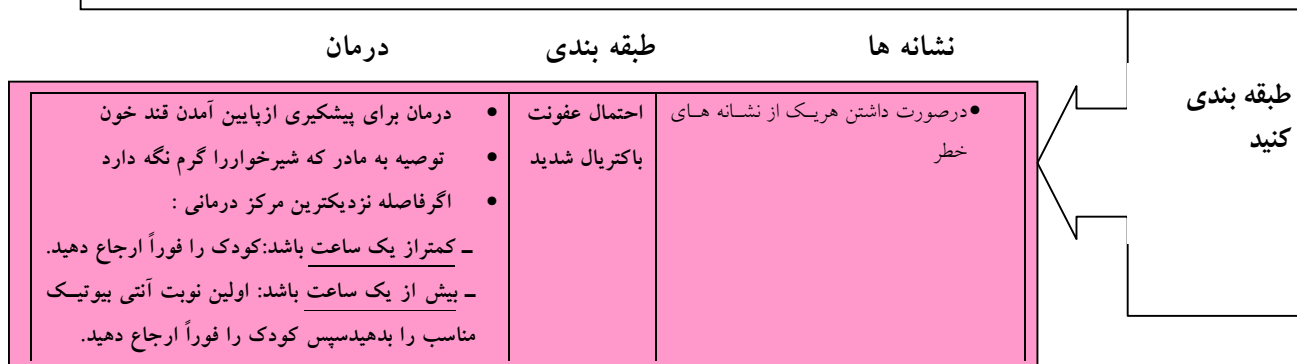 نشانه ها
طبقه بندی
درمان
طبقه بندی
کنید
•درصورت داشتن هریک از نشانه های
خطر
احتمال عفونت
باکتریال شدید
• درمان برای پیشگیری ازپایین آمدن قند خون
• توصیه به مادر که شیرخواررا گرم نگه دارد
• اگرفاصله نزدیکترین مرکز درمانی :
ـ کمتراز یک ساعت باشد:کودک را فوراً ارجاع دهید.
ـ بیش از یک ساعت باشد: اولین نوبت آنتی بیوتیک
مناسب را بدهیدسپس کودک را فوراً ارجاع دهید.